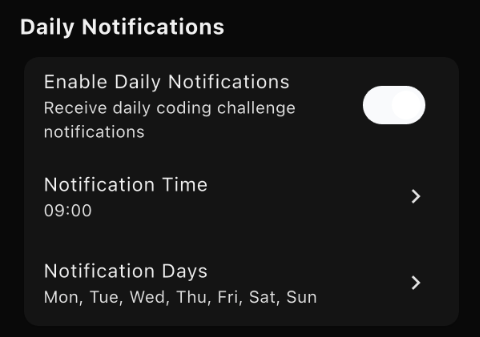 Daily Notifications
Enable Daily Notifications
Receive daily coding challenge
notifications
Notification Time
09:00
Notification Days
Mon, Tue, Wed, Thu, Fri, Sat, Sun